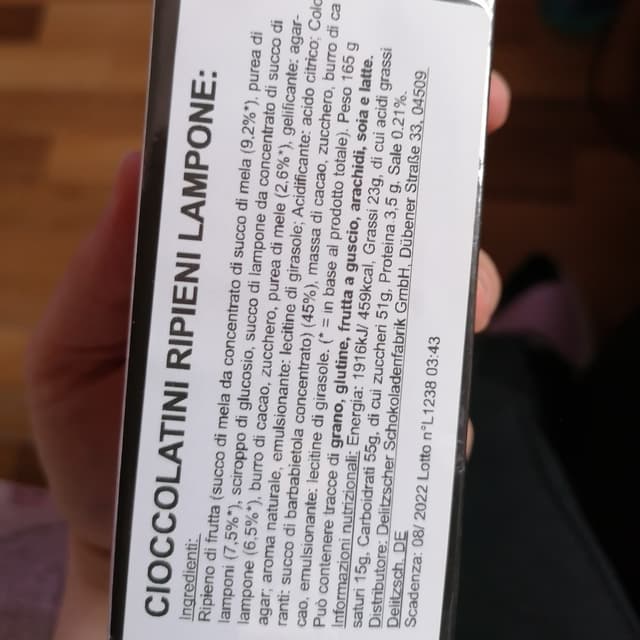 CIOCCOLATINI RIPIENI LAMPONE:
Ingredienti:
Ripieno di frutta (succo di mela da concentrato di succo di mela (9,2%*), purea di
lamponi (7,5%*), sciroppo di glucosio, succo di lampone da concentrato di succo di
lampone (6,5%*), burro di cacao, zucchero, purea di mele (2,6%*), gelificante: agar-
agar; aroma naturale, emulsionante: lecitine di girasole; Acidificante: acido citrico; Colo
ranti: succo di barbabietola concentrato) (45%), massa di cacao, zucchero, burro di ca
cao, emulsionante: lecitine di girasole. (* = in base al prodotto totale). Peso 165 g
Può contenere tracce di grano, glutine, frutta a guscio, arachidi, soia e latte.
Informazioni nutrizionali: Energia: 1916kJ/ 459kcal, Grassi 23g, di cui acidi grassi
saturi 15g, Carboidrati 55g, di cui zuccheri 51g, Proteina 3,5 g, Sale 0.21%.
Distributore: Delitzscher Schokoladenfabrik GmbH, Dübener Straße 33, 04509
Delitzsch, DE
Scadenza: 08/ 2022 Lotto n°L1238 03:43